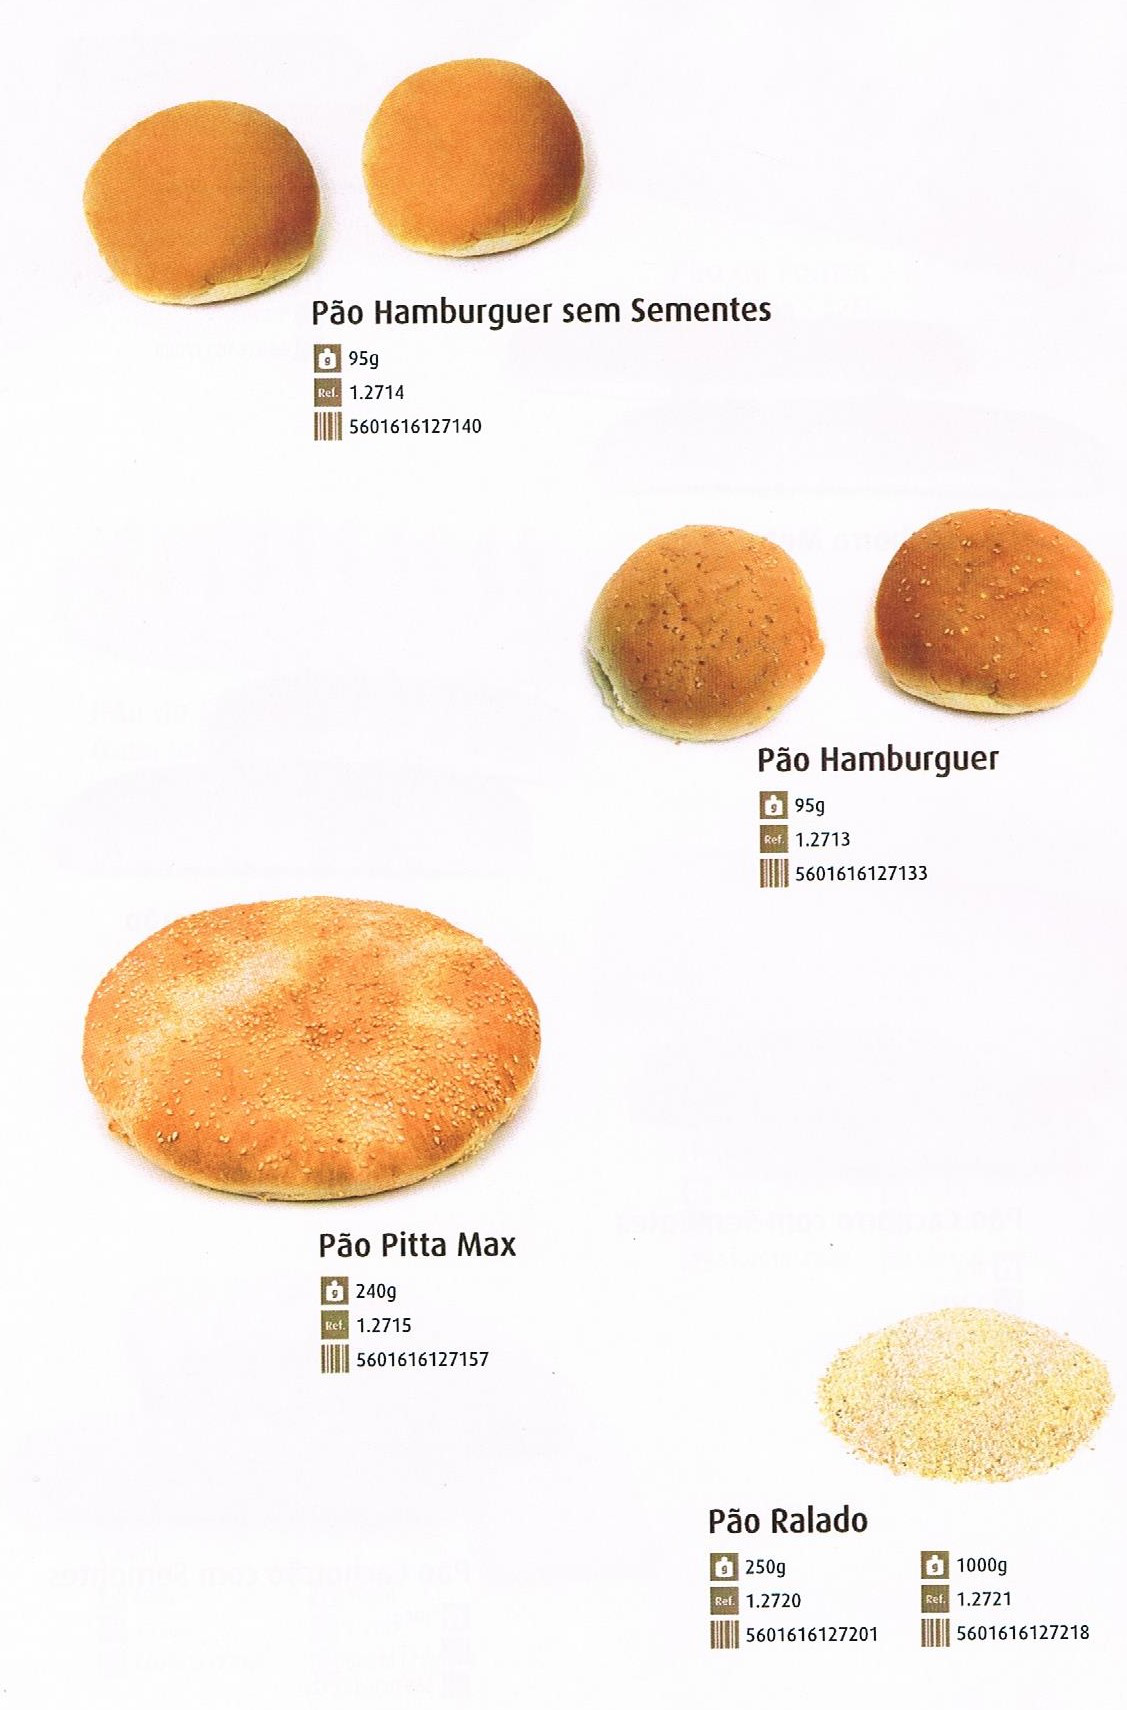 Pão Hamburguer sem Sementes
g 95g
Ref. 1.2714
5601616127140
Pão Hamburguer
g 95g
Ref. 1.2713
5601616127133
Pão Pitta Max
g 240g
Ref. 1.2715
5601616127157
Pão Ralado
g 250g
Ref. 1.2720
5601616127201
g 1000g
Ref. 1.2721
5601616127218